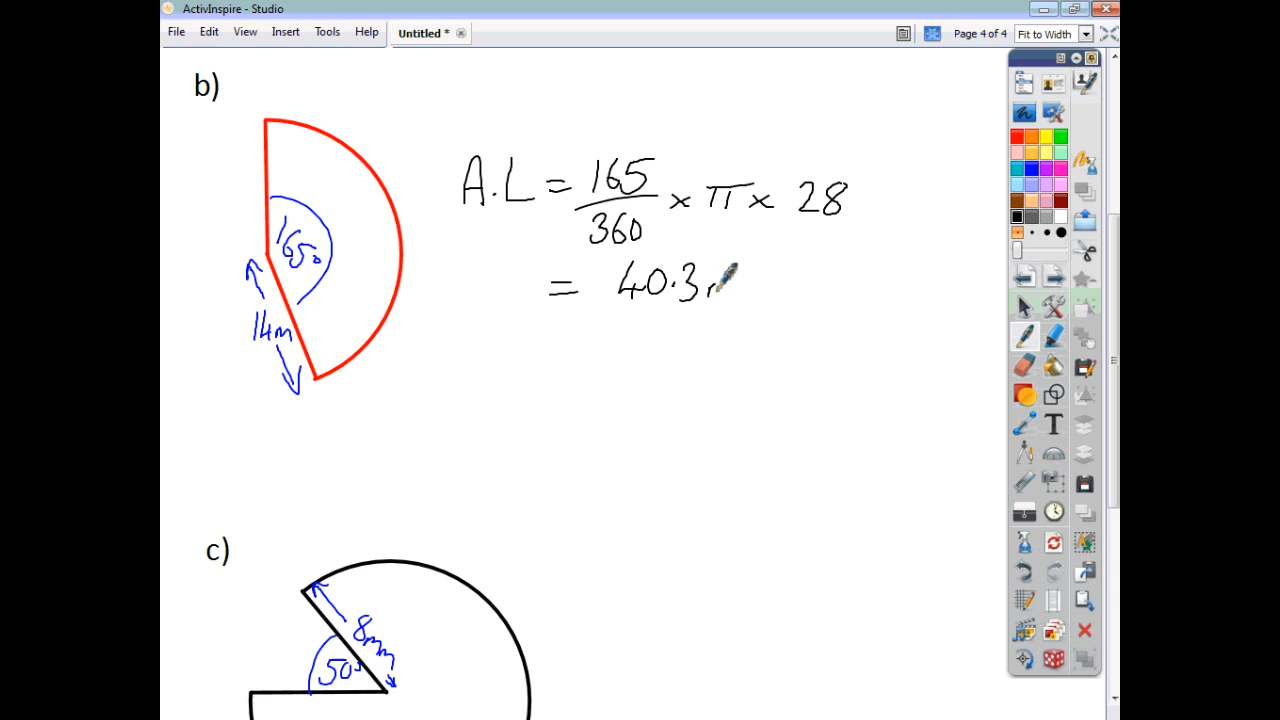 ActivInspire - Studio
File Edit View Insert Tools Help Untitled * Page 4 of 4 Fit to Width
b)
A.L = 165/360 × π × 28
= 40.3
165°
14m
c)
8mm
50°